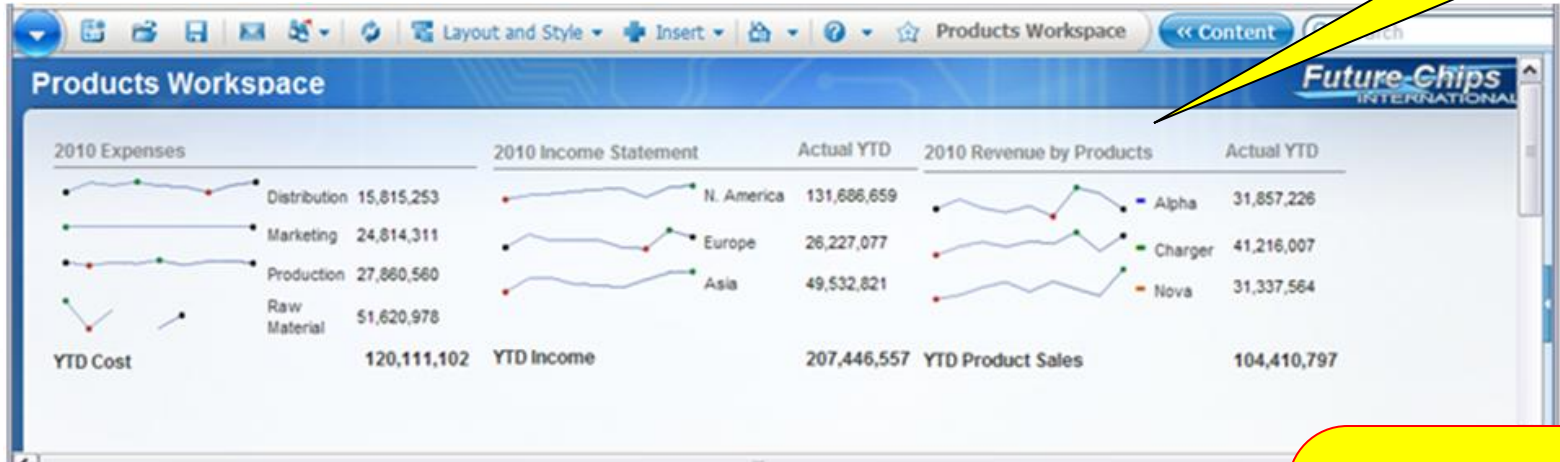 Layout and Style Insert Products Workspace « Content
Products Workspace
Future Chips
INTERNATIONAL
2010 Expenses
Distribution 15,815,253
Marketing 24,814,311
Production 27,860,560
Raw
Material 51,620,978
YTD Cost 120,111,102
2010 Income Statement Actual YTD
N. America 131,686,659
Europe 26,227,077
Asia 49,532,821
YTD Income 207,446,557
2010 Revenue by Products Actual YTD
Alpha 31,857,226
Charger 41,216,007
Nova 31,337,564
YTD Product Sales 104,410,797